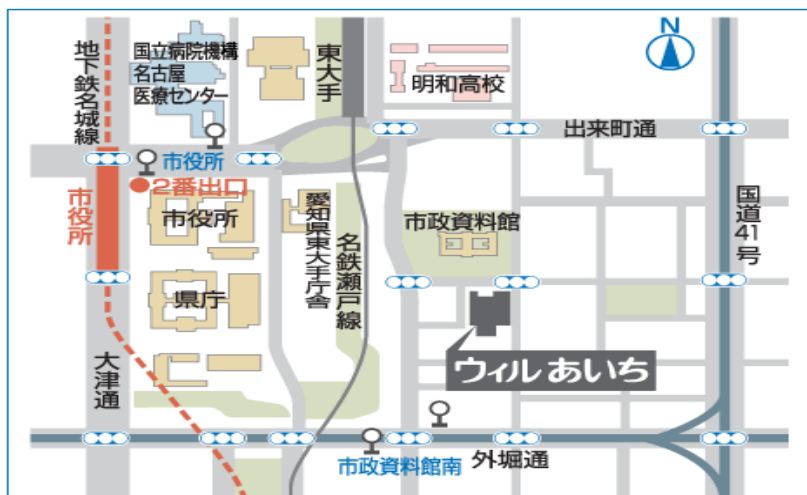 N
地下鉄名城線
国立病院機構
名古屋
医療センター
東大手
明和高校
出来町通
市役所
2番出口
市役所
市役所
愛知県東大手庁舎
名鉄瀬戸線
市政資料館
国道41号
県庁
大津通
ウィルあいち
市政資料館南
外堀通